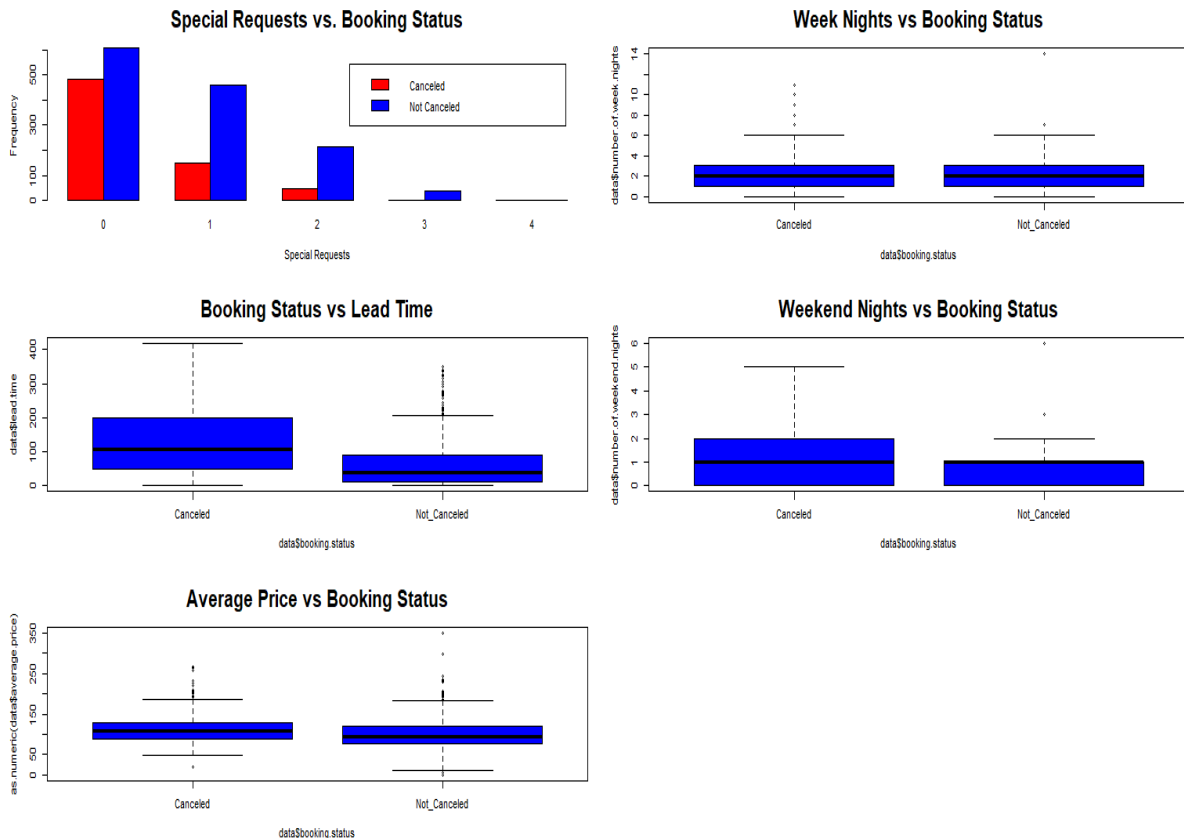 Special Requests vs. Booking Status
Frequency
500
300
100
0
Canceled
Not Canceled
0 1 2 3 4
Special Requests
Week Nights vs Booking Status
data$number.of.week.nights
14
12
10
8
6
4
2
0
Canceled Not_Canceled
data$booking.status
Booking Status vs Lead Time
data$lead.time
400
300
200
100
0
Canceled Not_Canceled
data$booking.status
Weekend Nights vs Booking Status
data$number.of.weekend.nights
6
5
4
3
2
1
0
Canceled Not_Canceled
data$booking.status
Average Price vs Booking Status
as.numeric(data$average.price)
350
250
150
50
0
Canceled Not_Canceled
data$booking.status